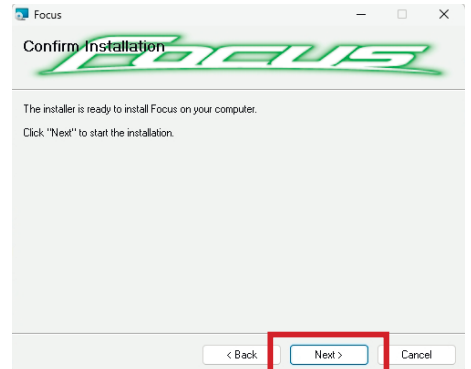 Focus
Confirm Installation
FOCUS
The installer is ready to install Focus on your computer.
Click "Next" to start the installation.
< Back
Next >
Cancel